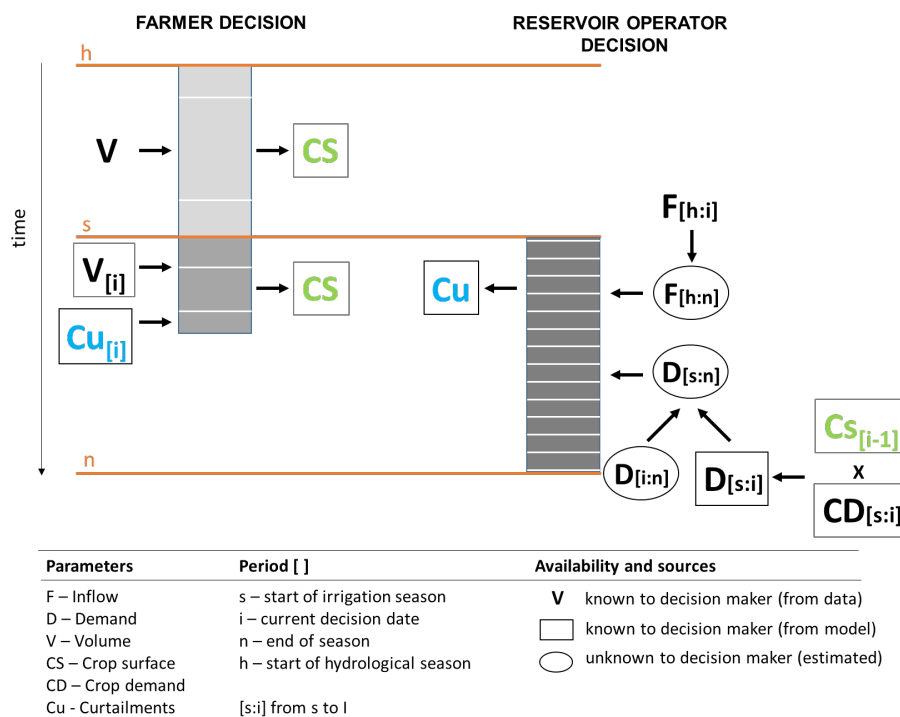 FARMER DECISION
RESERVOIR OPERATOR
DECISION
h
V
CS
time
s
F[h:i]
V[i]
CS
Cu
F[h:n]
Cu[i]
D[s:n]
Cs[i-1]
n
D[i:n]
D[s:i]
x
CD[s:i]
Parameters
Period [ ]
Availability and sources
F – Inflow
s – start of irrigation season
V known to decision maker (from data)
D – Demand
i – current decision date
V – Volume
n – end of season
known to decision maker (from model)
CS – Crop surface
h – start of hydrological season
unknown to decision maker (estimated)
CD – Crop demand
Cu - Curtailments
[s:i] from s to I